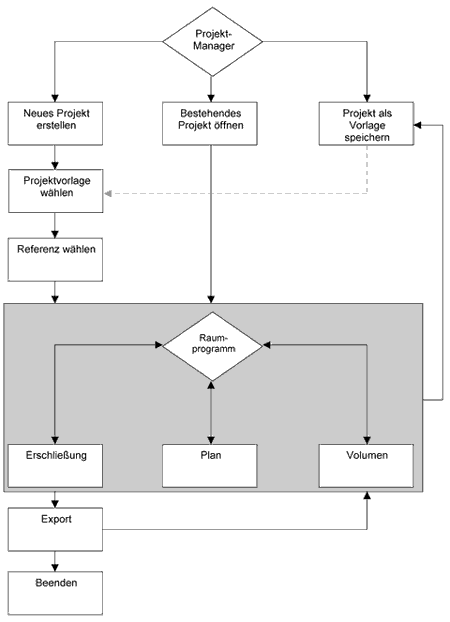 Projekt-
Manager
Neues Projekt
erstellen
Bestehendes
Projekt öffnen
Projekt als
Vorlage
speichern
Projektvorlage
wählen
Referenz wählen
Raum-
programm
Erschließung
Plan
Volumen
Export
Beenden